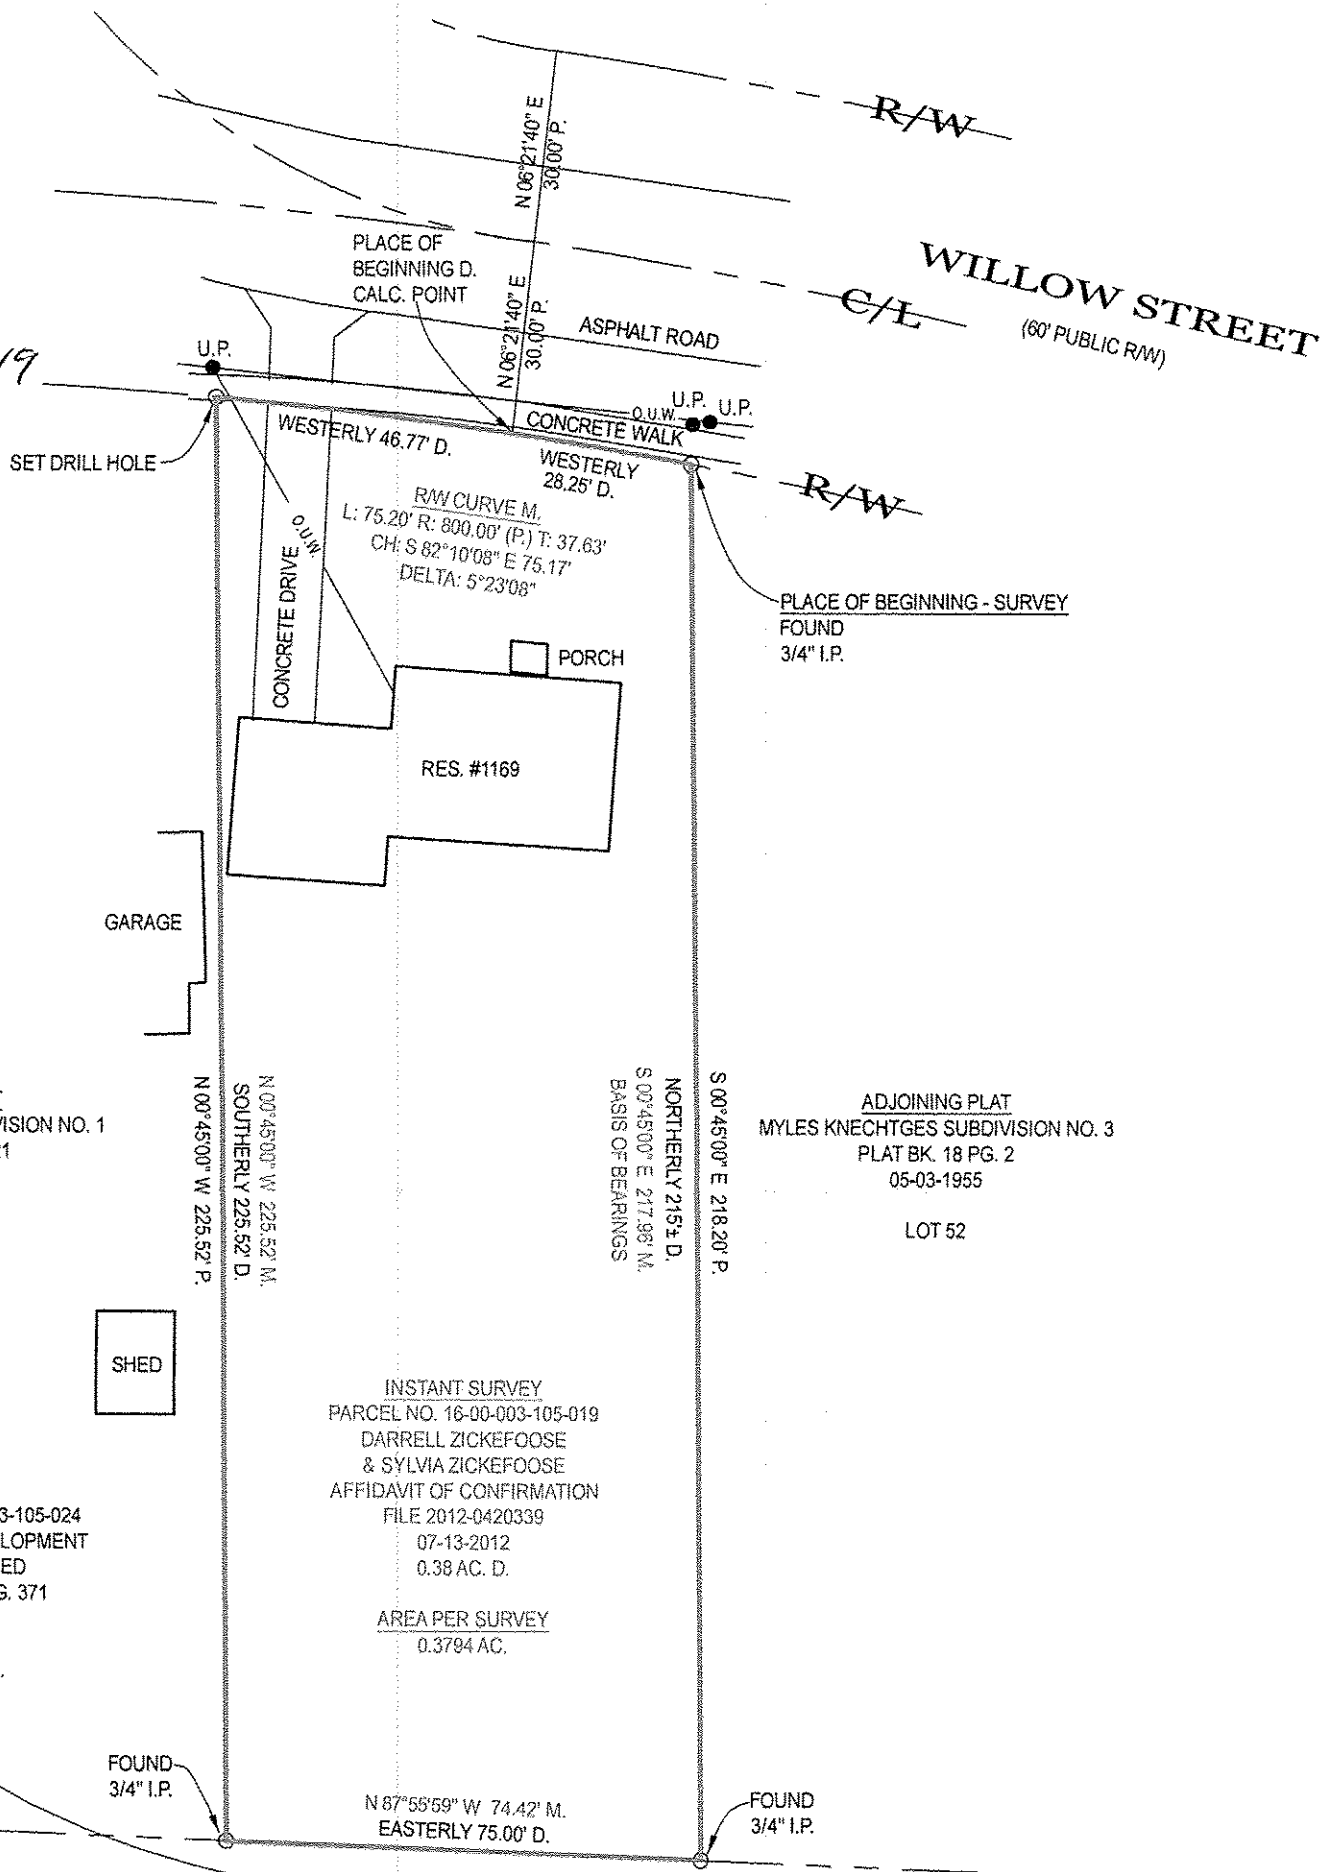 R/W
N 06°21'40" E
30.00' P.
WILLOW STREET
(60' PUBLIC R/W)
C/L
PLACE OF
BEGINNING D.
CALC. POINT
N 06°21'40" E
30.00' P.
ASPHALT ROAD
19
U.P.
U.P.
U.P.
O.U.W.
CONCRETE WALK
WESTERLY 46.77' D.
WESTERLY
28.25' D.
SET DRILL HOLE
R/W
R/W CURVE M.
L: 75.20' R: 800.00' (P.) T: 37.63'
CH: S 82°10'08" E 75.17'
DELTA: 5°23'08"
O.U.W.
CONCRETE DRIVE
PLACE OF BEGINNING - SURVEY
FOUND
3/4" I.P.
PORCH
RES. #1169
GARAGE
VISION NO. 1
21
N 00°45'00" W 225.52' P.
SOUTHERLY 225.52' D.
N 00°45'00" W 225.52' M.
BASIS OF BEARINGS
S 00°45'00" E 217.96' M.
NORTHERLY 215'± D.
S 00°45'00" E 218.20' P.
ADJOINING PLAT
MYLES KNECHTGES SUBDIVISION NO. 3
PLAT BK. 18 PG. 2
05-03-1955
LOT 52
SHED
INSTANT SURVEY
PARCEL NO. 16-00-003-105-019
DARRELL ZICKEFOOSE
& SYLVIA ZICKEFOOSE
AFFIDAVIT OF CONFIRMATION
FILE 2012-0420339
07-13-2012
0.38 AC. D.
AREA PER SURVEY
0.3794 AC.
3-105-024
LOPMENT
ED
G. 371
FOUND
3/4" I.P.
N 87°55'59" W 74.42' M.
EASTERLY 75.00' D.
FOUND
3/4" I.P.